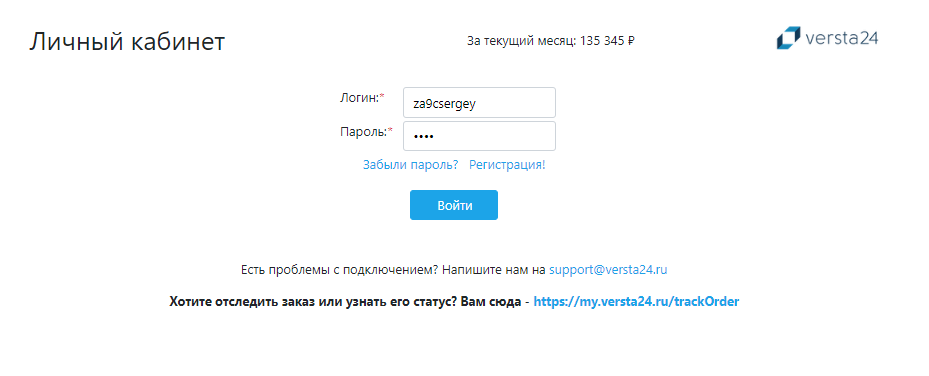 Личный кабинет
За текущий месяц: 135 345 ₽
versta24
Логин:*
za9csergey
Пароль:*
••••
Забыли пароль? Регистрация!
Войти
Есть проблемы с подключением? Напишите нам на support@versta24.ru
Хотите отследить заказ или узнать его статус? Вам сюда - https://my.versta24.ru/trackOrder